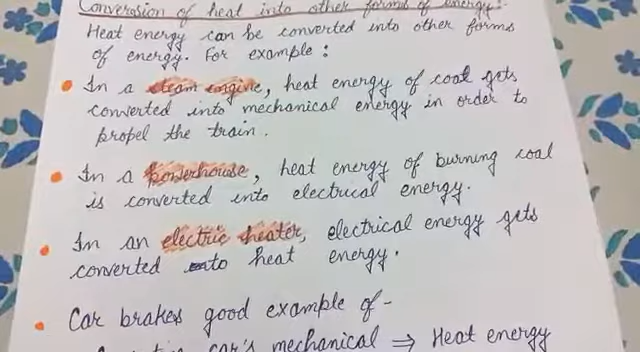 Conversion of heat into other forms of energy:
Heat energy can be converted into other forms
of energy. For example :
In a steam engine, heat energy of coal gets
converted into mechanical energy in order to
propel the train.
In a powerhouse, heat energy of burning coal
is converted into electrical energy.
In an electric heater, electrical energy gets
converted into heat energy.
Car brakes good example of -
car's mechanical ⇒ Heat energy